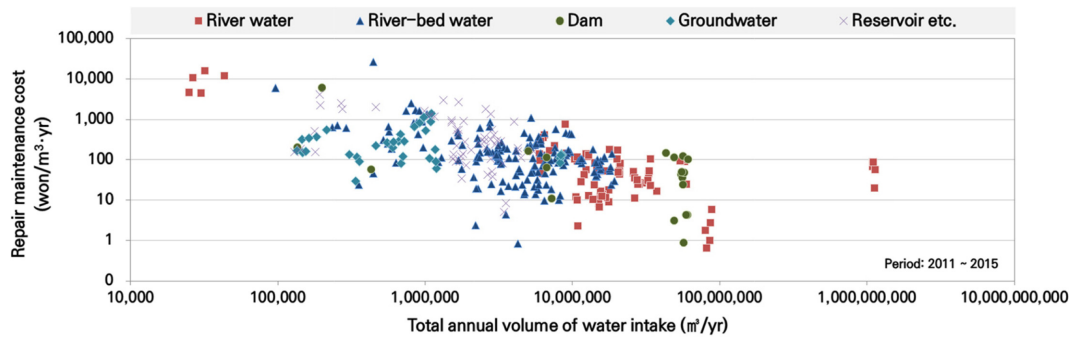 River water River-bed water Dam Groundwater Reservoir etc.
100,000
10,000
1,000
100
10
1
0
Repair maintenance cost
(won/m³·yr)
Period: 2011 ~ 2015
10,000 100,000 1,000,000 10,000,000 100,000,000 1,000,000,000 10,000,000,000
Total annual volume of water intake (㎥/yr)